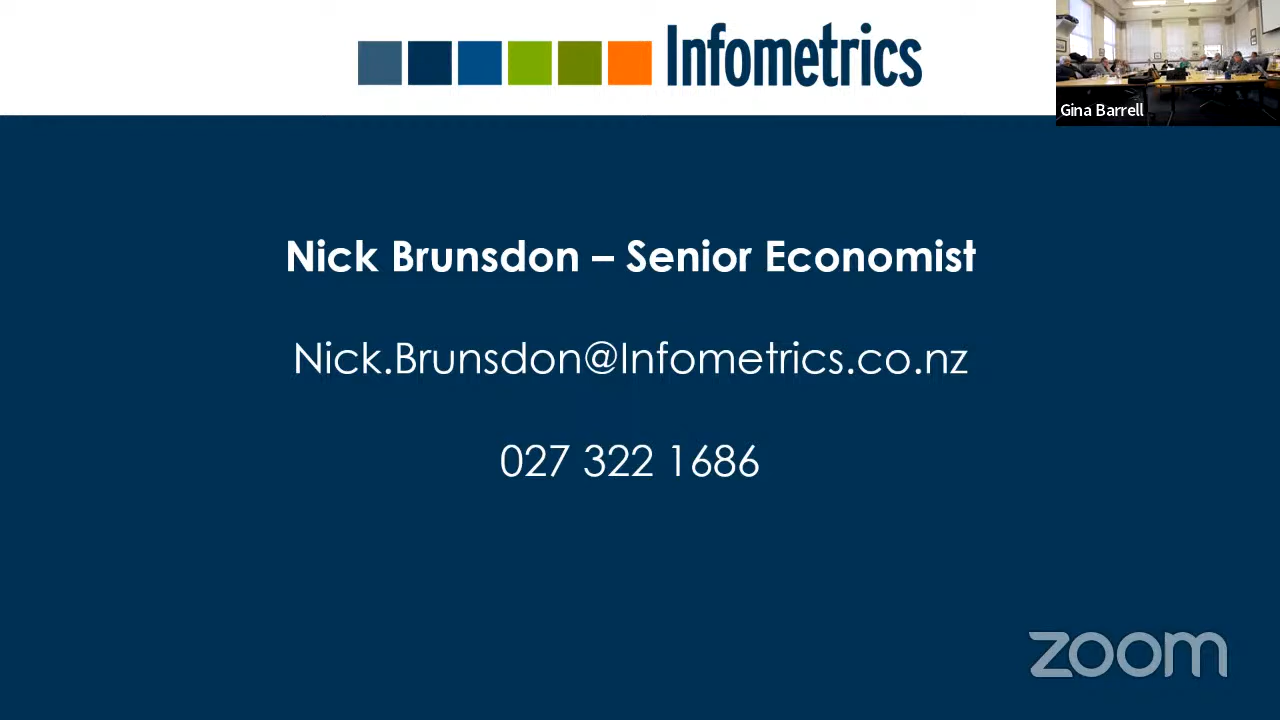 Infometrics
Gina Barrell
Nick Brunsdon – Senior Economist
Nick.Brunsdon@Infometrics.co.nz
027 322 1686
zoom